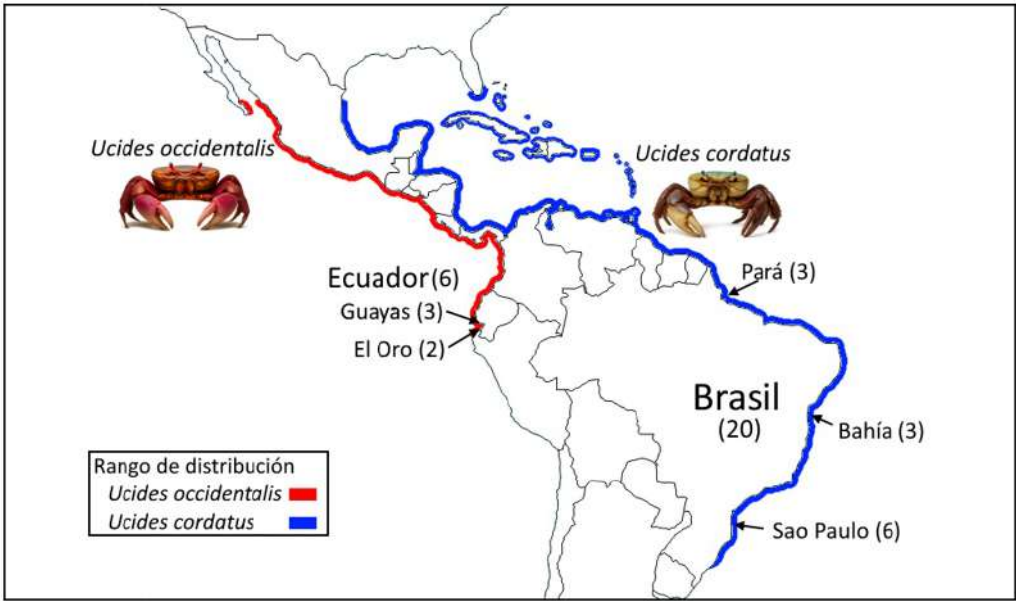 Ucides occidentalis
Ucides cordatus
Ecuador (6)
Guayas (3)
El Oro (2)
Pará (3)
Brasil
(20)
Bahía (3)
Sao Paulo (6)
Rango de distribución
Ucides occidentalis
Ucides cordatus